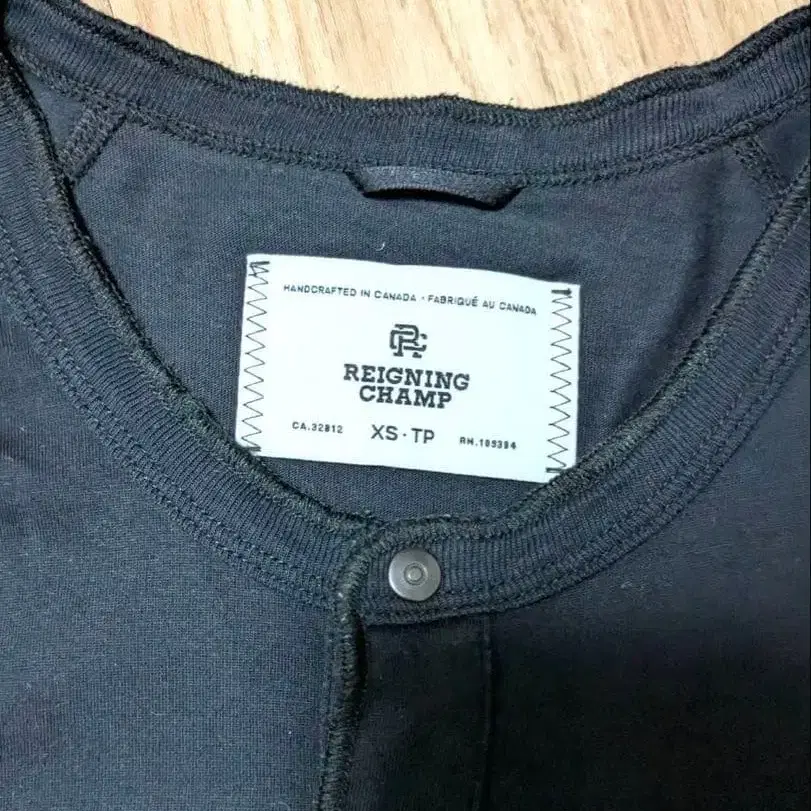 HANDCRAFTED IN CANADA · FABRIQUÉ AU CANADA
RC
REIGNING
CHAMP
CA.32812 XS·TP RN.105394